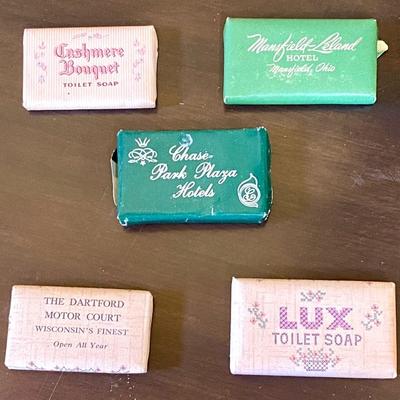 Cashmere
Bouquet
TOILET SOAP
Mansfield-Leland
HOTEL
Mansfield, Ohio
Chase-
Park Plaza
Hotels
THE DARTFORD
MOTOR COURT
WISCONSIN'S FINEST
Open All Year
LUX
TOILET SOAP